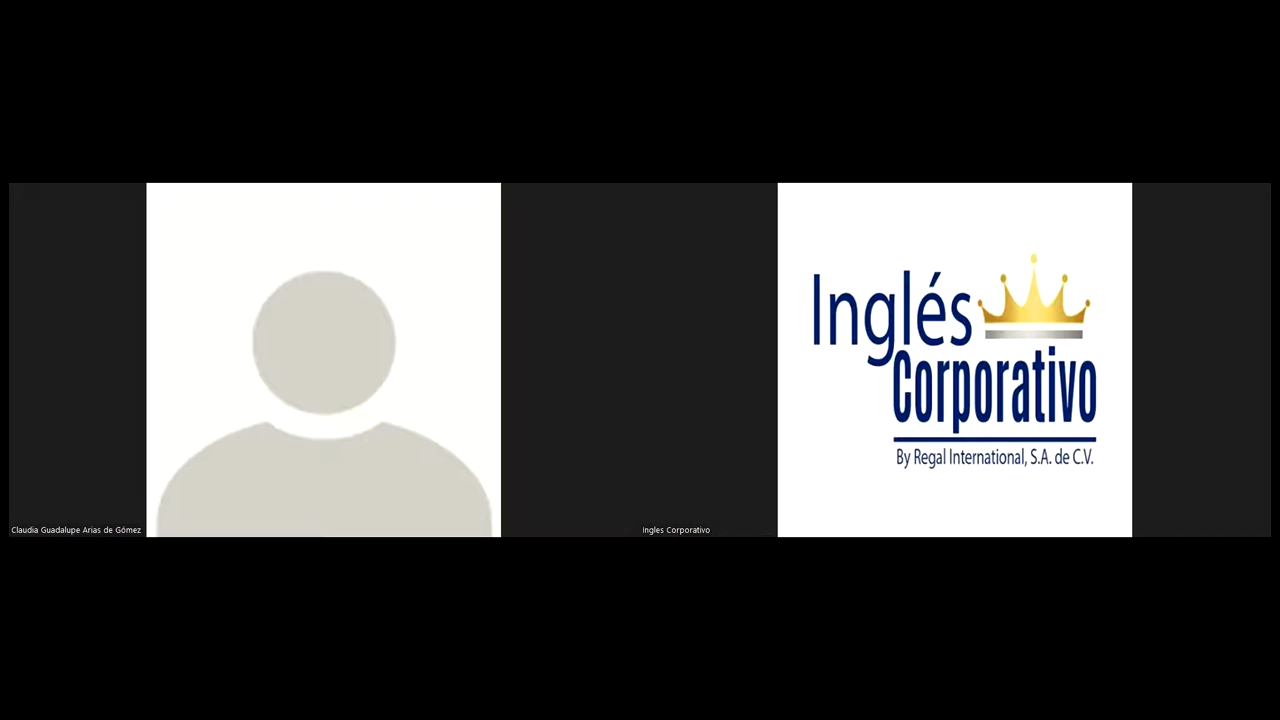 Inglés
Corporativo
By Regal International, S.A. de C.V.
Claudia Guadalupe Arias de Gómez
Ingles Corporativo